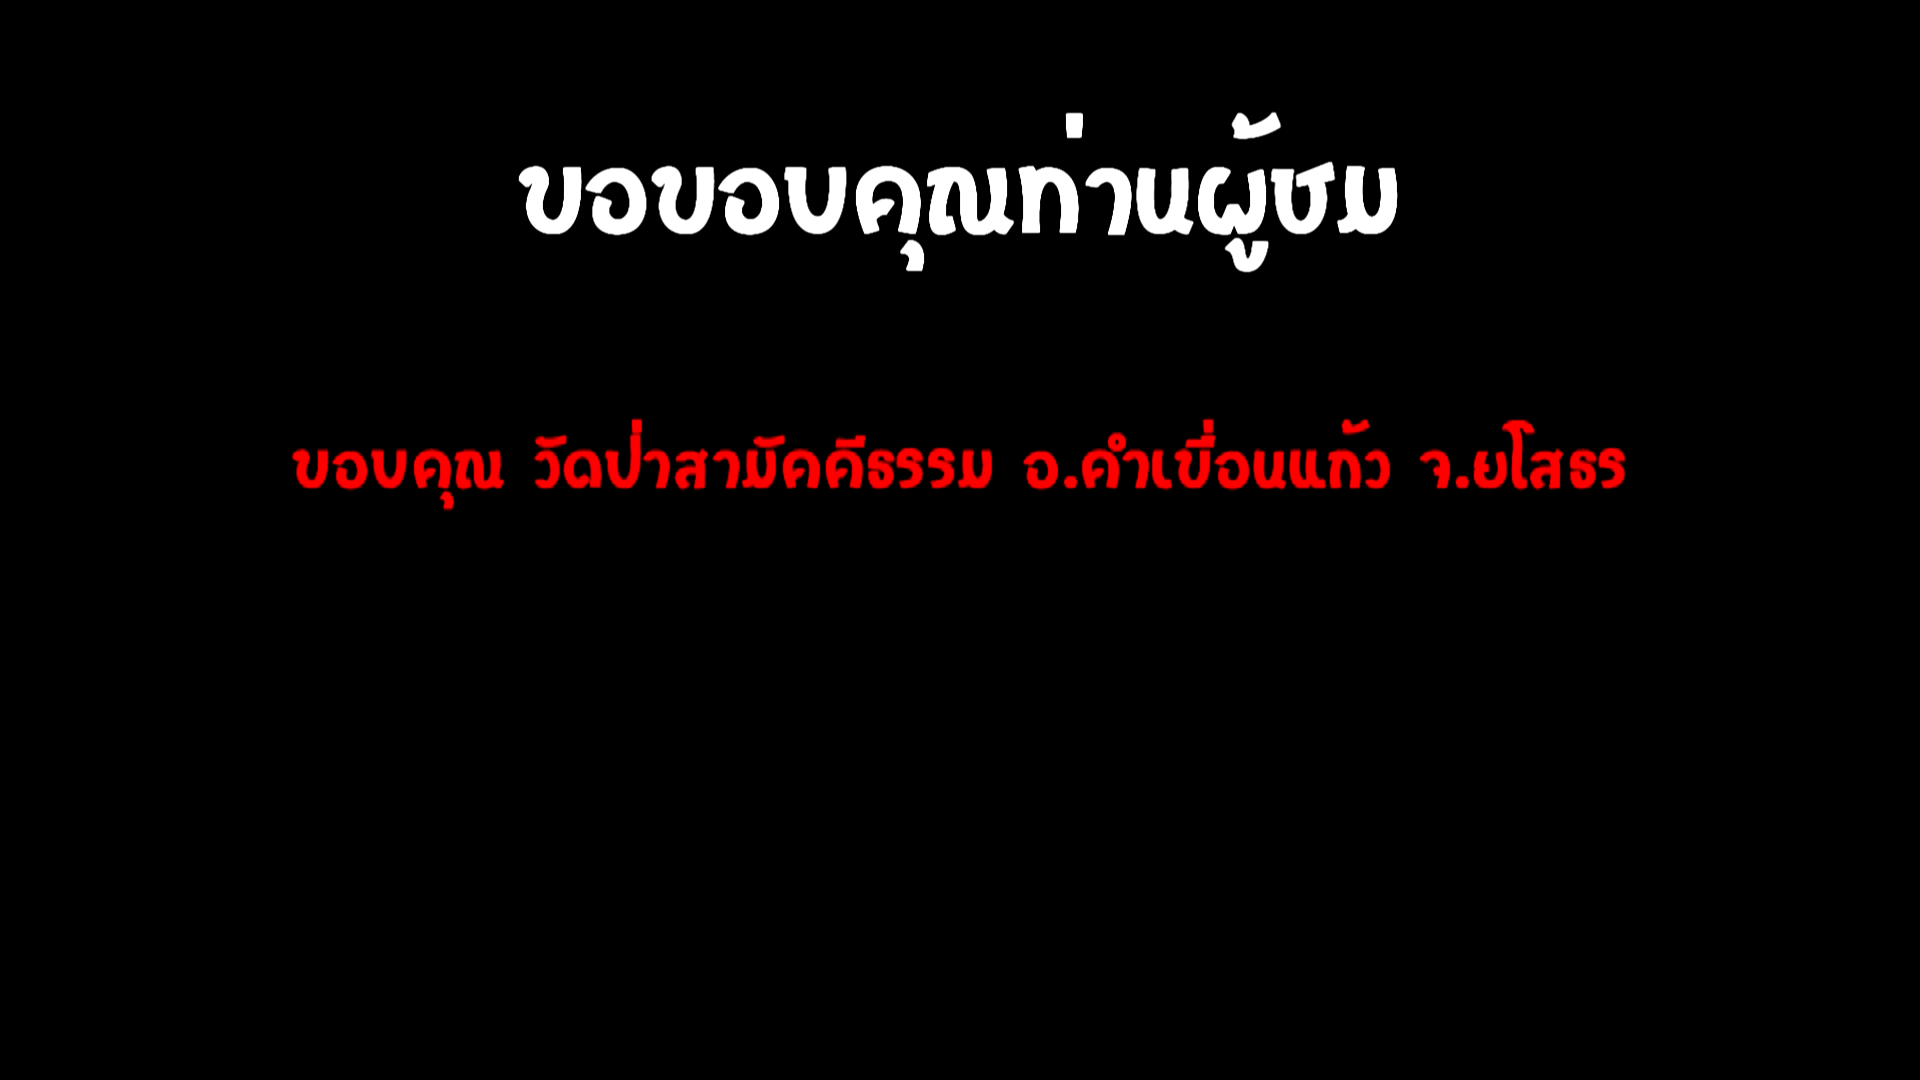 ขอขอบคุณท่านผู้ชม
ขอบคุณ วัดป่าสามัคคีธรรม อ.คำเขื่อนแก้ว จ.ยโสธร